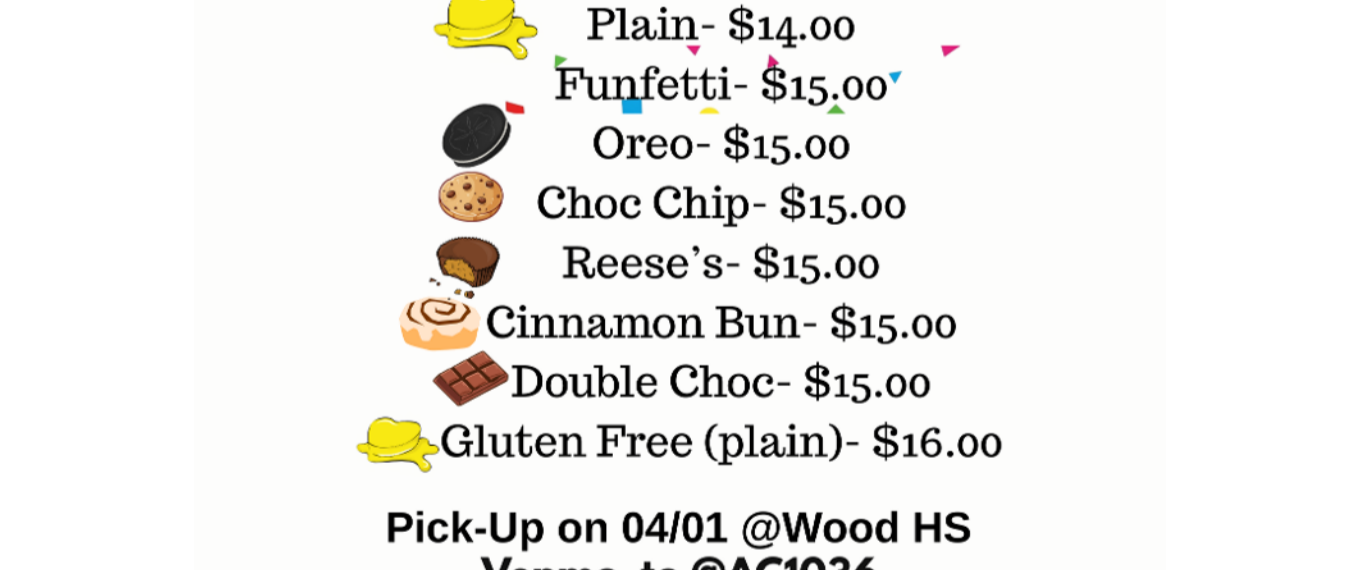 Plain- $14.00
Funfetti- $15.00
Oreo- $15.00
Choc Chip- $15.00
Reese’s- $15.00
Cinnamon Bun- $15.00
Double Choc- $15.00
Gluten Free (plain)- $16.00
Pick-Up on 04/01 @Wood HS
to